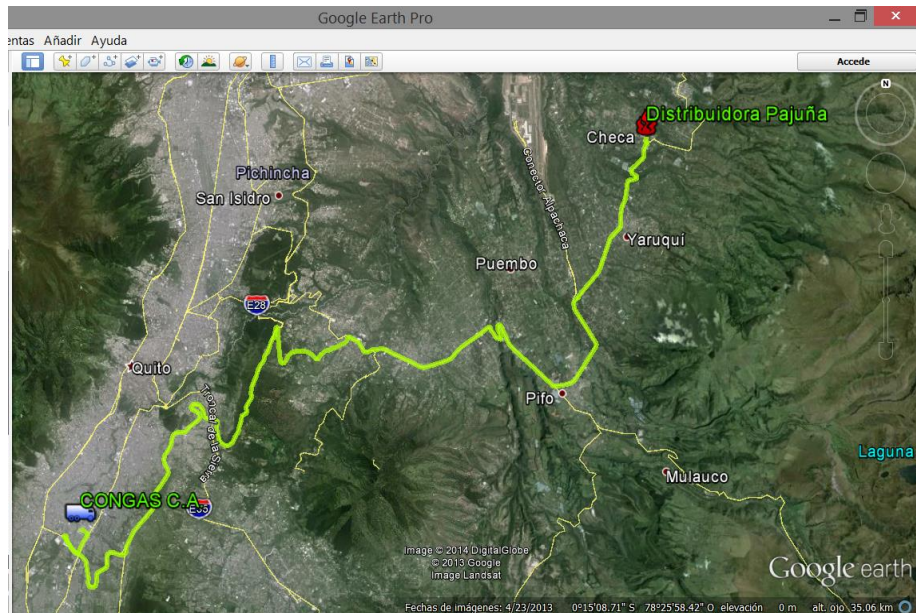 Google Earth Pro
entas Añadir Ayuda
Accede
N
Distribuidora Pajuña
Checa
Conector Alpachaca
Pichincha
San Isidro
Yaruquí
Puembo
E28
Quito
Pifo
Troncal de la Sierra
Laguna
Mulauco
CONGAS C.A
E35
Image © 2014 DigitalGlobe
© 2013 Google
Image Landsat
Google earth
Fechas de imágenes: 4/23/2013 0°15'08.71" S 78°25'58.42" O elevación 0 m alt. ojo 35.06 km